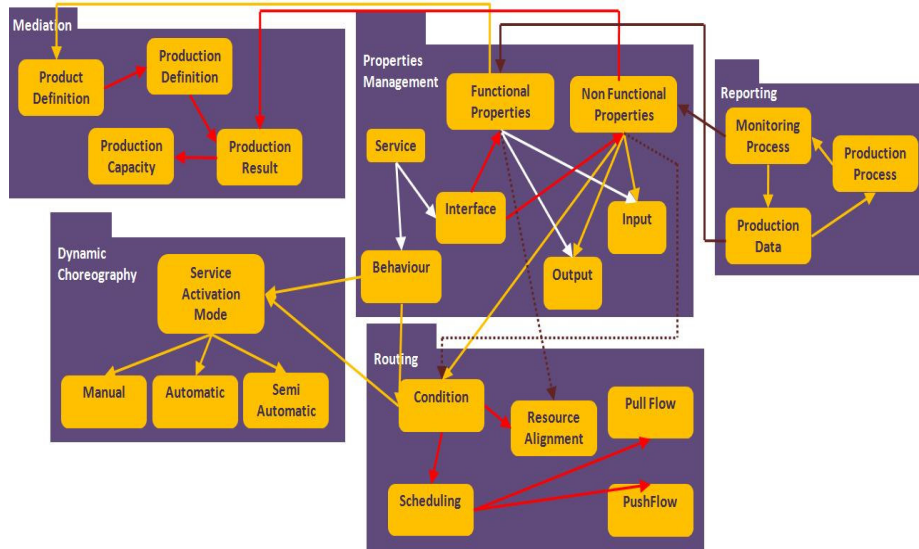 Mediation
Product
Definition
Production
Definition
Production
Capacity
Production
Result
Properties
Management
Functional
Properties
Non Functional
Properties
Service
Interface
Input
Behaviour
Output
Reporting
Monitoring
Process
Production
Process
Production
Data
Dynamic
Choreography
Service
Activation
Mode
Manual
Automatic
Semi
Automatic
Routing
Condition
Resource
Alignment
Pull Flow
Scheduling
PushFlow